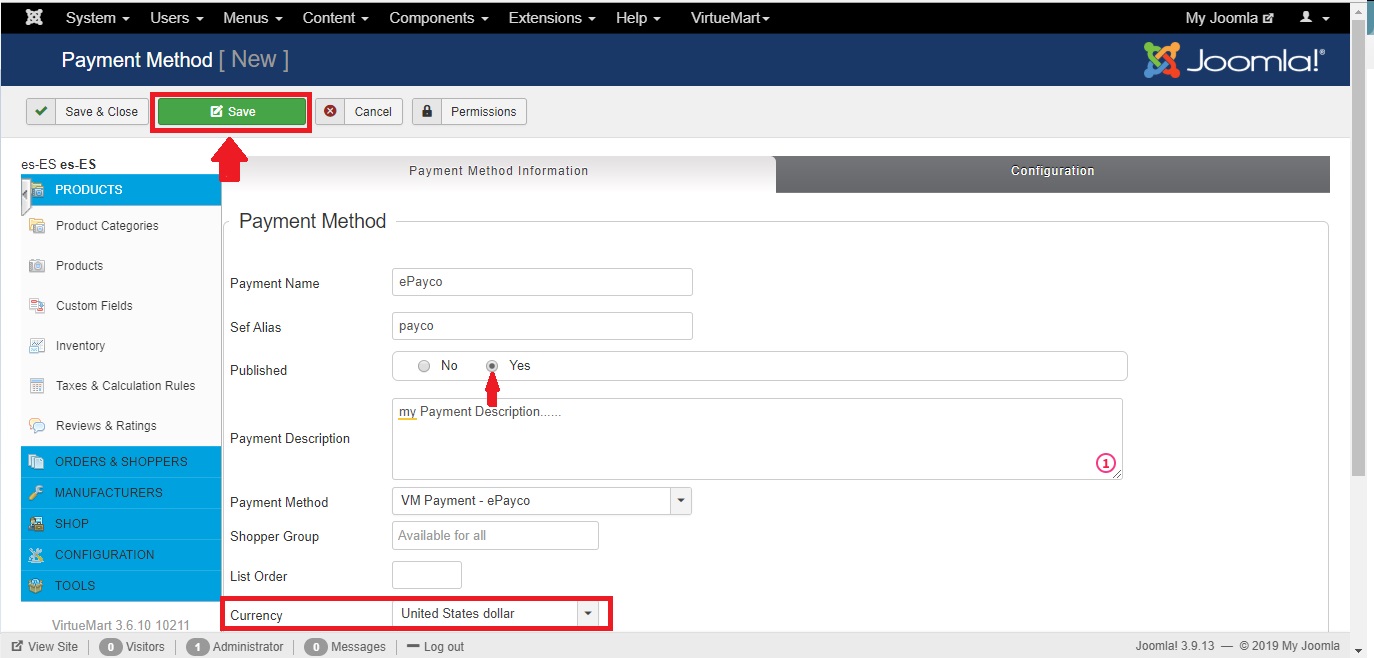 System Users Menus Content Components Extensions Help VirtueMart My Joomla
Payment Method [ New ] Joomla!®
Save & Close Save Cancel Permissions
es-ES es-ES
Payment Method Information Configuration
PRODUCTS
Product Categories
Products
Custom Fields
Inventory
Taxes & Calculation Rules
Reviews & Ratings
ORDERS & SHOPPERS
MANUFACTURERS
SHOP
CONFIGURATION
TOOLS
VirtueMart 3.6.10 10211
Payment Method
Payment Name ePayco
Sef Alias payco
Published No Yes
Payment Description my Payment Description......
1
Payment Method VM Payment - ePayco
Shopper Group Available for all
List Order
Currency United States dollar
View Site 0 Visitors 1 Administrator 0 Messages Log out Joomla! 3.9.13 — © 2019 My Joomla